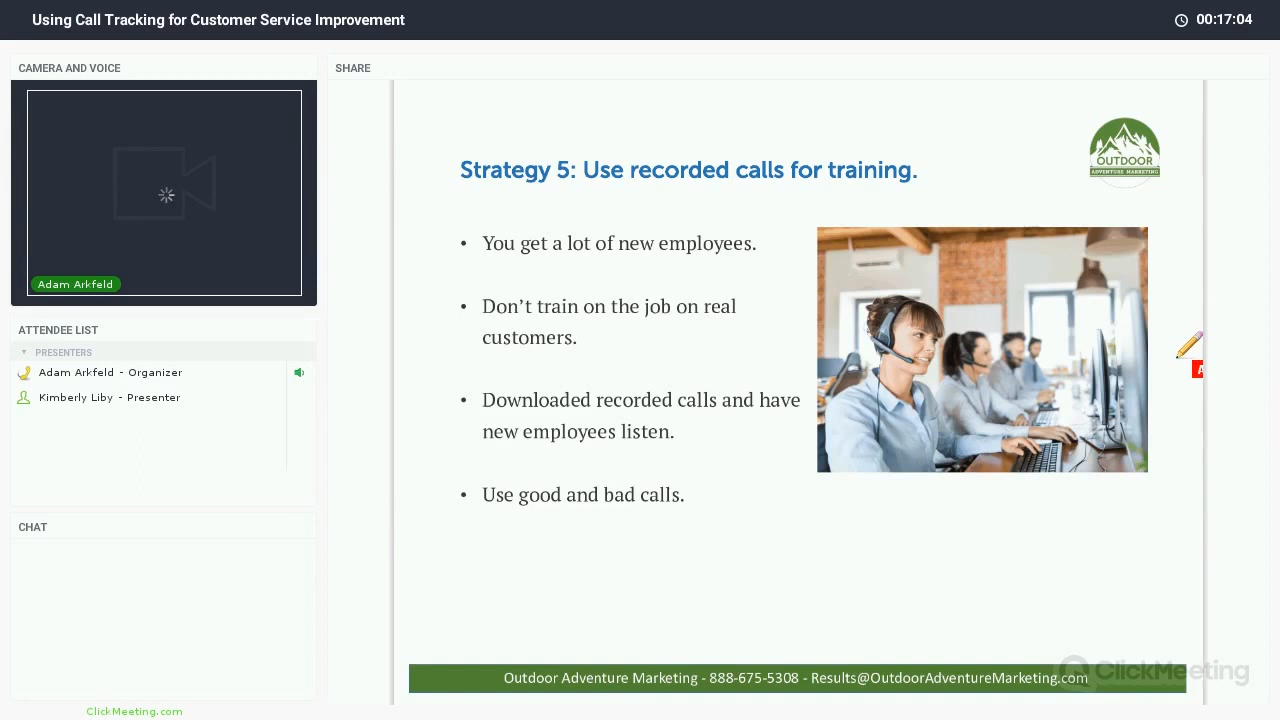 Using Call Tracking for Customer Service Improvement
00:17:04
CAMERA AND VOICE
Adam Arkfeld
ATTENDEE LIST
PRESENTERS
Adam Arkfeld - Organizer
Kimberly Liby - Presenter
CHAT
ClickMeeting.com
SHARE
OUTDOOR
ADVENTURE MARKETING
Strategy 5: Use recorded calls for training.
• You get a lot of new employees.
• Don’t train on the job on real
customers.
• Downloaded recorded calls and have
new employees listen.
• Use good and bad calls.
Outdoor Adventure Marketing - 888-675-5308 - Results@OutdoorAdventureMarketing.com
ClickMeeting